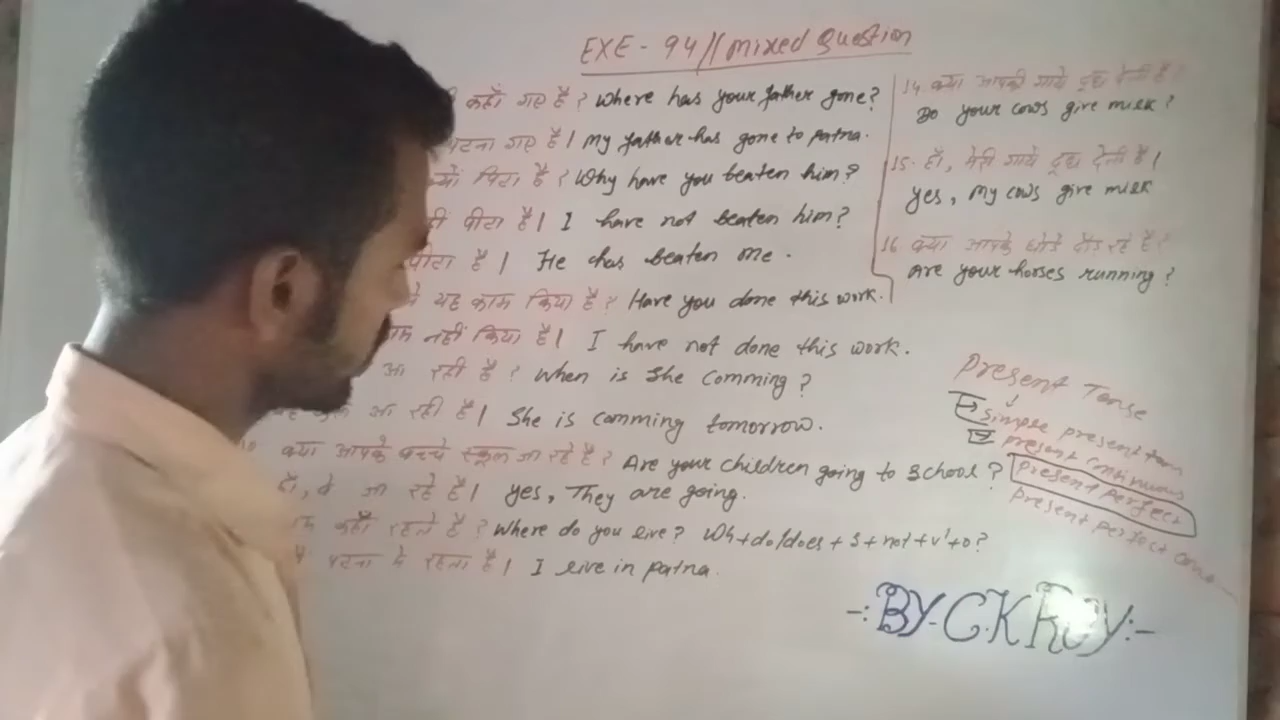 EXE - 94 // Mixed Question
कहाँ गए है ? Where has your father gone?
पटना गए है । My father has gone to patna.
क्यों पिटा है ? Why have you beaten him?
पीटा है । I have not beaten him?
पीटा है । He has beaten me.
यह काम किया है ? Have you done this work.
नहीं किया है । I have not done this work.
आ रही है ? When is She Comming ?
आ रही है । She is comming tomorrow.
क्या आपके बच्चे स्कूल जा रहे है ? Are your children going to School ?
हाँ, वे जा रहे है । yes, They are going.
कहाँ रहते है ? Where do you live? Wh+do/does + S + not + v¹+o?
पटना मे रहता है । I live in patna.
14. क्या आपकी गाये दूध देती है ?
Do your cows give milk ?
15. हाँ, मेरी गाये दूध देती है ।
yes, My cows give milk
16. क्या आपके घोडे दौड रहे है ?
Are your horses running ?
Present Tense
Simple present
present continuous
Present perfect
present perfect
-: BY- C.K ROY :-